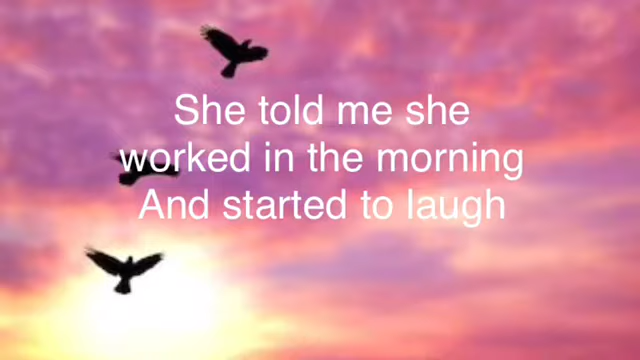 She told me she
worked in the morning
And started to laugh